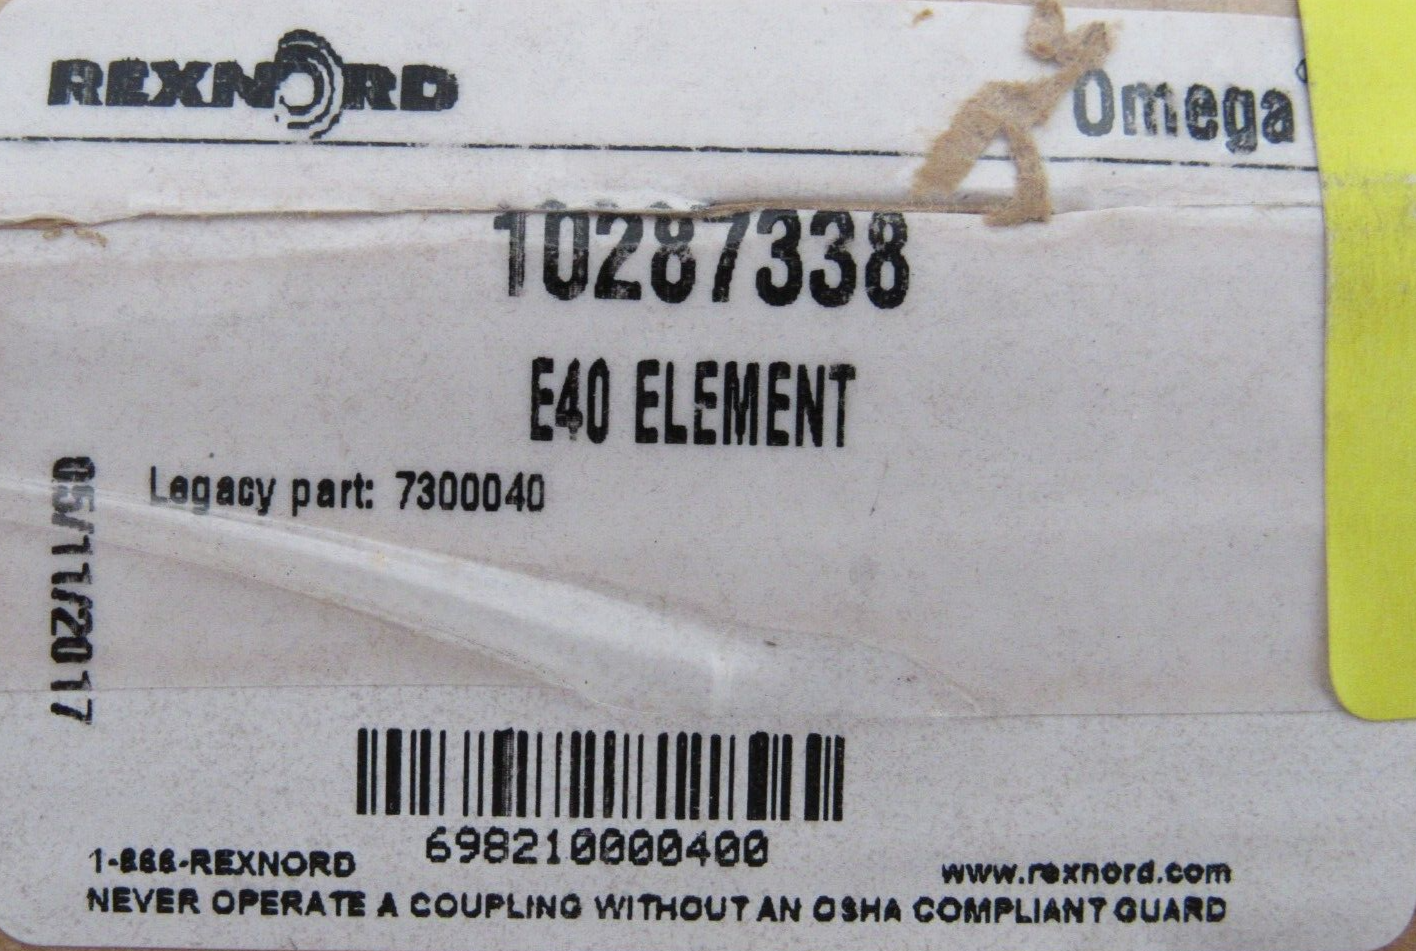 REXNORD
Omega
10287338
E40 ELEMENT
Legacy part: 7300040
05/11/2017
698210000400
1-866-REXNORD
www.rexnord.com
NEVER OPERATE A COUPLING WITHOUT AN OSHA COMPLIANT GUARD